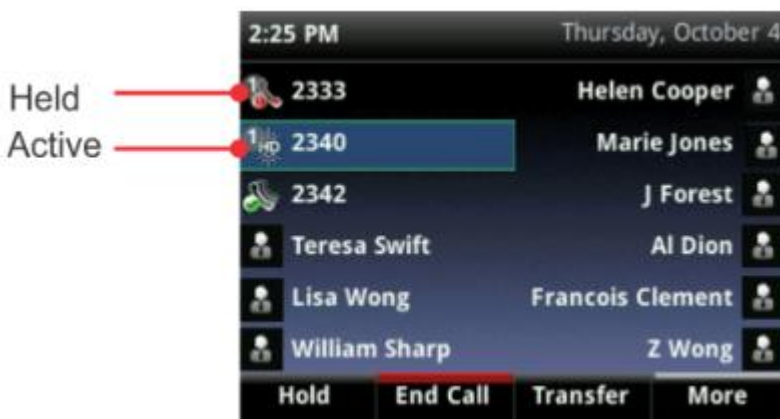 2:25 PM Thursday, October 4
Held 1 2333 Helen Cooper
Active 1 HD 2340 Marie Jones
2342 J Forest
Teresa Swift Al Dion
Lisa Wong Francois Clement
William Sharp Z Wong
Hold End Call Transfer More